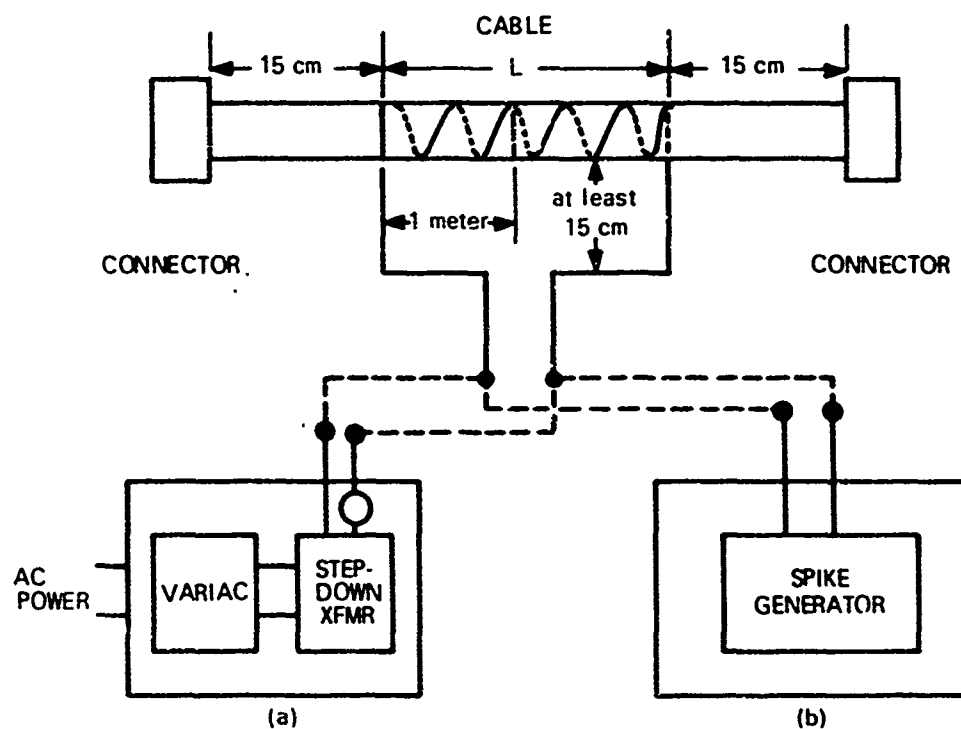 CABLE
15 cm
L
15 cm
1 meter
at least
15 cm
CONNECTOR
CONNECTOR
AC
POWER
VARIAC
STEP-
DOWN
XFMR
SPIKE
GENERATOR
(a)
(b)